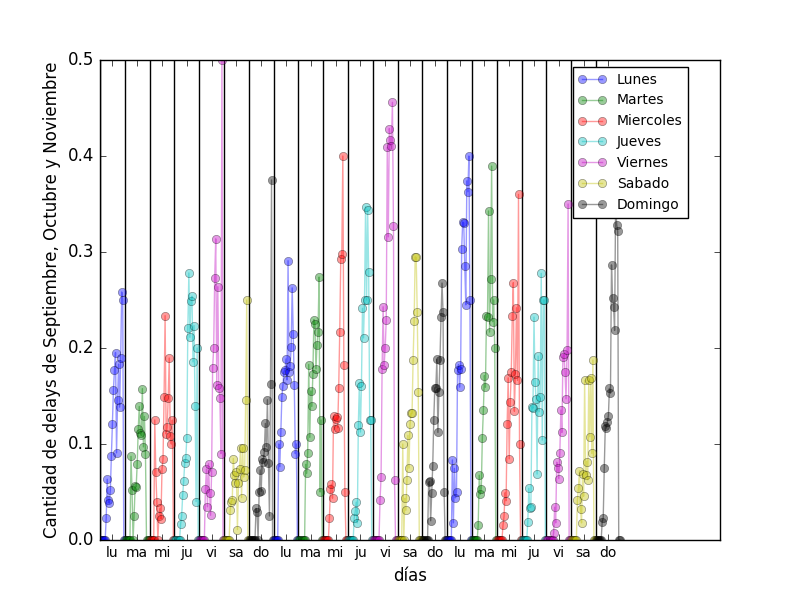 Cantidad de delays de Septiembre, Octubre y Noviembre
0.5
0.4
0.3
0.2
0.1
0.0
Lunes
Martes
Miercoles
Jueves
Viernes
Sabado
Domingo
lu ma mi ju vi sa do lu ma mi ju vi sa do lu ma mi ju vi sa do
días